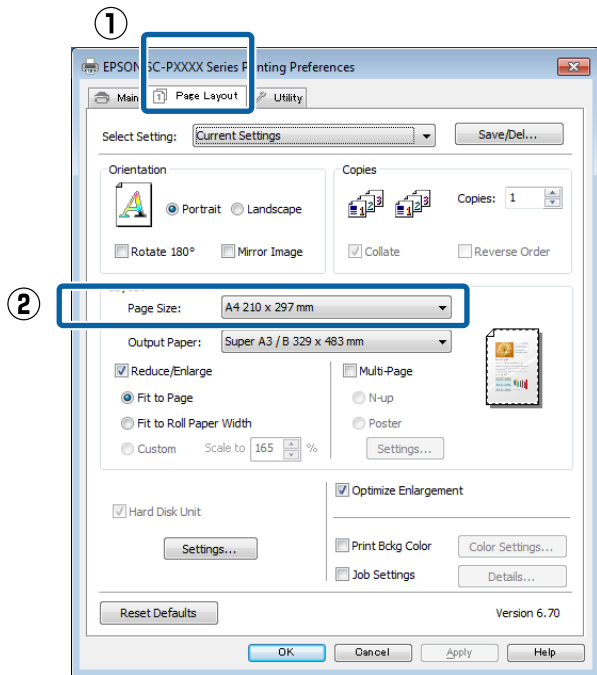 ①
EPSON SC-PXXXX Series Printing Preferences
Main Page Layout Utility
Select Setting: Current Settings Save/Del...
Orientation Copies
Portrait Landscape Copies: 1
Rotate 180° Mirror Image Collate Reverse Order
②
Page Size: A4 210 x 297 mm
Output Paper: Super A3 / B 329 x 483 mm
Reduce/Enlarge Multi-Page
Fit to Page N-up
Fit to Roll Paper Width Poster
Custom Scale to 165 % Settings...
Optimize Enlargement
Hard Disk Unit
Settings... Print Bckg Color Color Settings...
Job Settings Details...
Reset Defaults Version 6.70
OK Cancel Apply Help